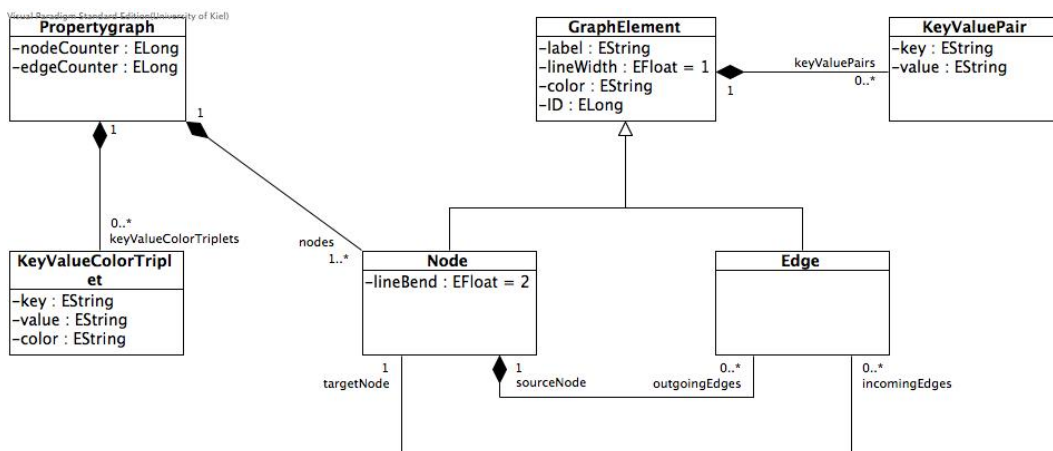 Visual Paradigm Standard Edition(University of Kiel)
Propertygraph
-nodeCounter : ELong
-edgeCounter : ELong
GraphElement
-label : EString
-lineWidth : EFloat = 1
-color : EString
-ID : ELong
KeyValuePair
-key : EString
-value : EString
keyValuePairs
1
0..*
1
1
0..*
keyValueColorTriplets
nodes
1..*
KeyValueColorTripl
et
-key : EString
-value : EString
-color : EString
Node
-lineBend : EFloat = 2
Edge
1
targetNode
1
sourceNode
0..*
outgoingEdges
0..*
incomingEdges